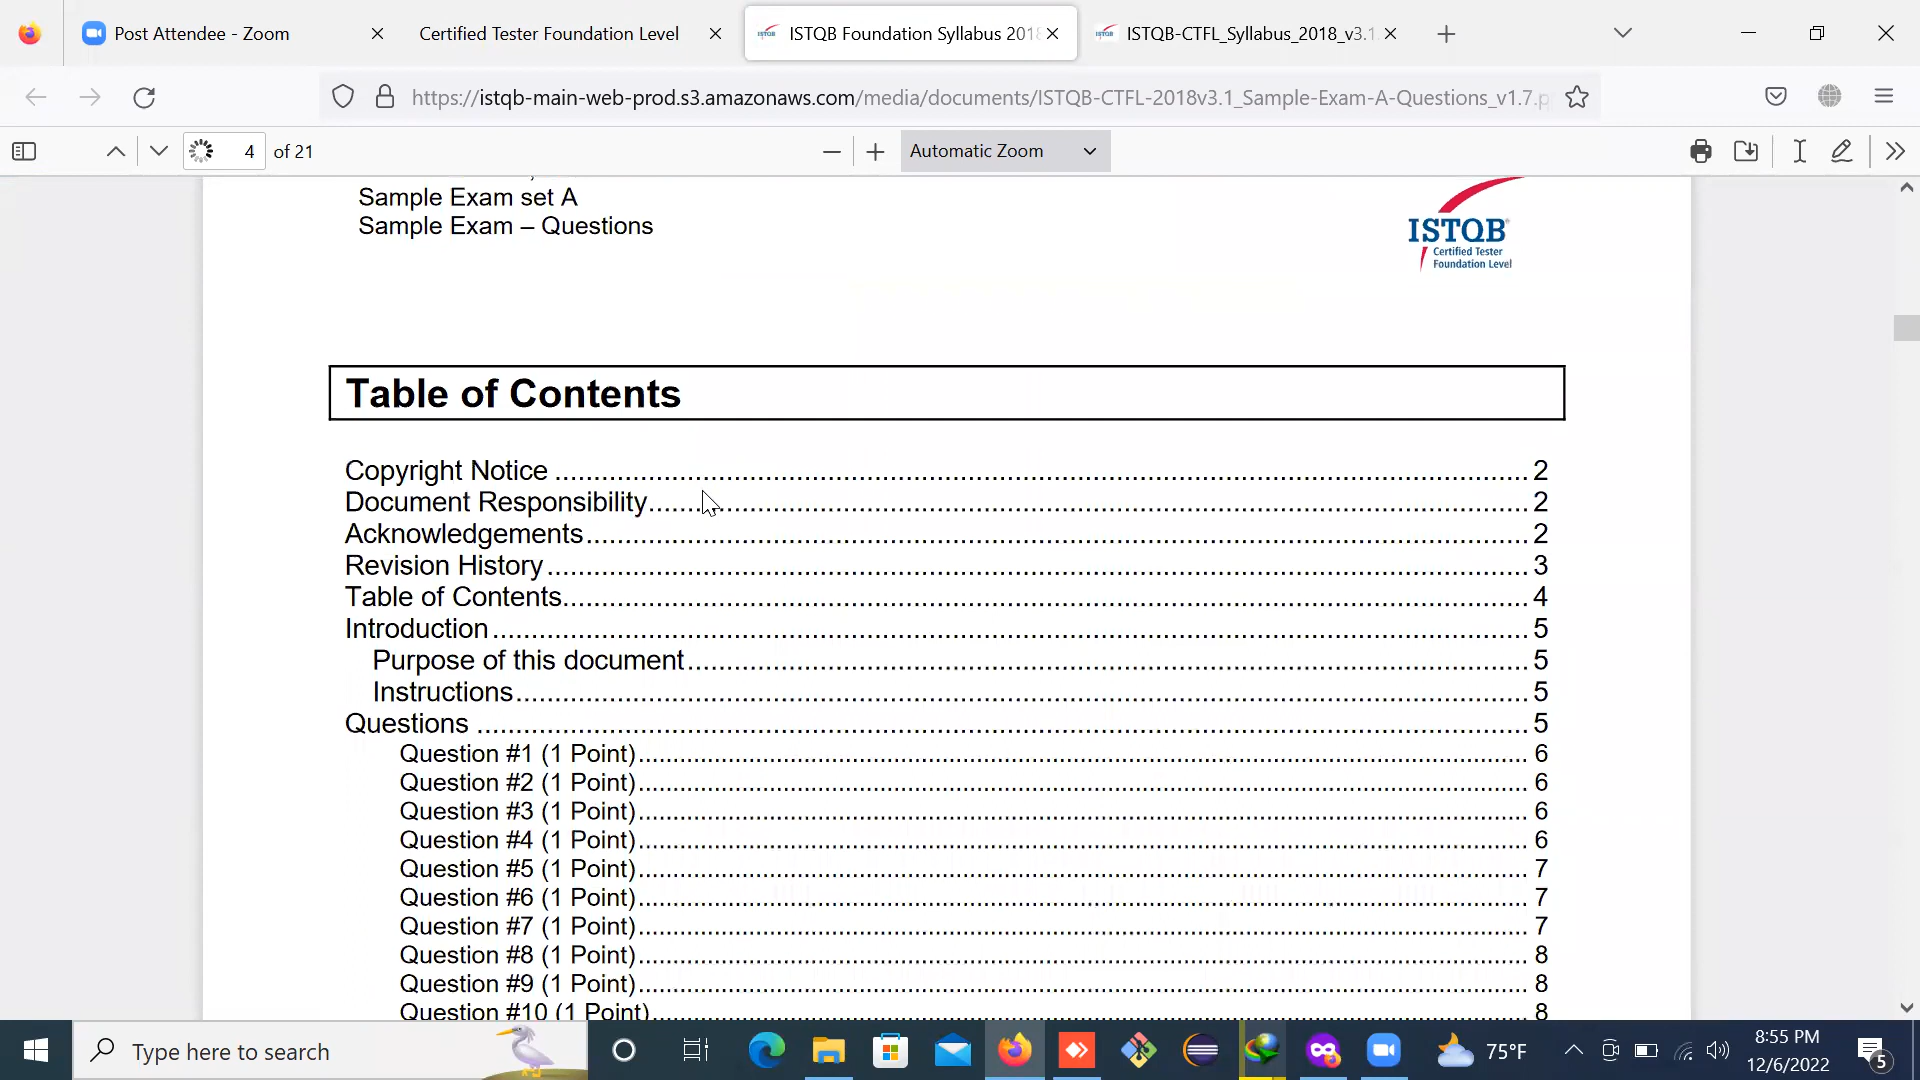 Post Attendee - Zoom
Certified Tester Foundation Level
ISTQB Foundation Syllabus 201
ISTQB-CTFL_Syllabus_2018_v3.1.
https://istqb-main-web-prod.s3.amazonaws.com/media/documents/ISTQB-CTFL-2018v3.1_Sample-Exam-A-Questions_v1.7.p
4 of 21
Automatic Zoom
Sample Exam set A
Sample Exam – Questions
ISTQB®
Certified Tester
Foundation Level
Table of Contents
Copyright Notice ........ 2
Document Responsibility ........ 2
Acknowledgements ........ 2
Revision History ........ 3
Table of Contents ........ 4
Introduction ........ 5
Purpose of this document ........ 5
Instructions ........ 5
Questions ........ 5
Question #1 (1 Point) ........ 6
Question #2 (1 Point) ........ 6
Question #3 (1 Point) ........ 6
Question #4 (1 Point) ........ 6
Question #5 (1 Point) ........ 7
Question #6 (1 Point) ........ 7
Question #7 (1 Point) ........ 7
Question #8 (1 Point) ........ 8
Question #9 (1 Point) ........ 8
Question #10 (1 Point) ........ 8
Type here to search
75°F
8:55 PM
12/6/2022
5